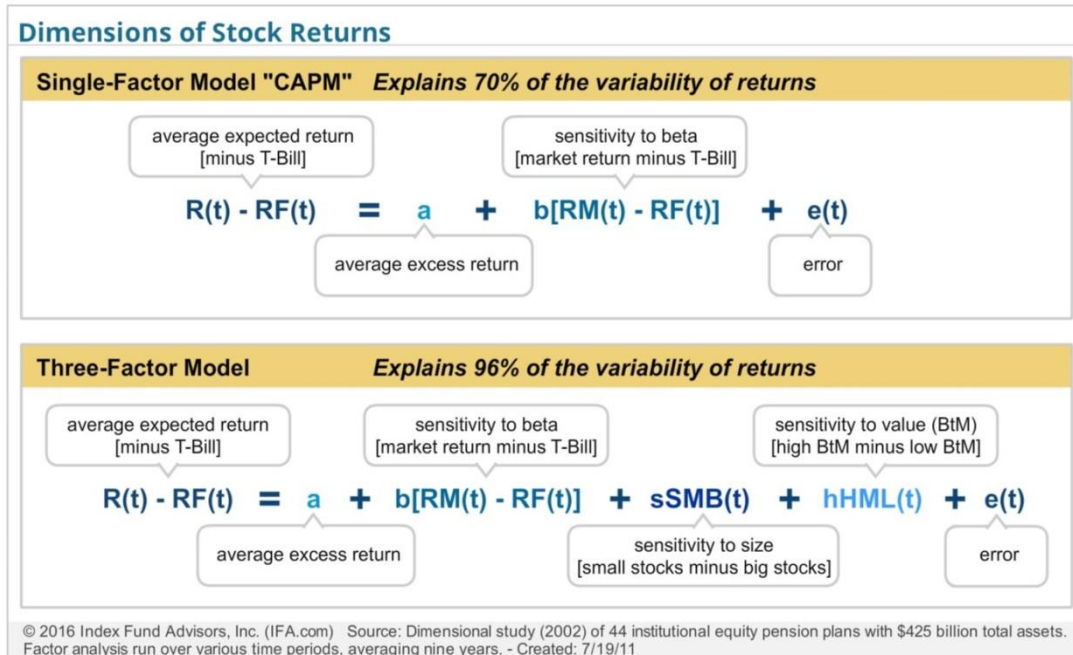 Dimensions of Stock Returns
Single-Factor Model "CAPM" Explains 70% of the variability of returns
average expected return
[minus T-Bill]
sensitivity to beta
[market return minus T-Bill]
R(t) - RF(t) = a + b[RM(t) - RF(t)] + e(t)
average excess return
error
Three-Factor Model Explains 96% of the variability of returns
average expected return
[minus T-Bill]
sensitivity to beta
[market return minus T-Bill]
sensitivity to value (BtM)
[high BtM minus low BtM]
R(t) - RF(t) = a + b[RM(t) - RF(t)] + sSMB(t) + hHML(t) + e(t)
average excess return
sensitivity to size
[small stocks minus big stocks]
error
© 2016 Index Fund Advisors, Inc. (IFA.com) Source: Dimensional study (2002) of 44 institutional equity pension plans with $425 billion total assets.
Factor analysis run over various time periods, averaging nine years. - Created: 7/19/11